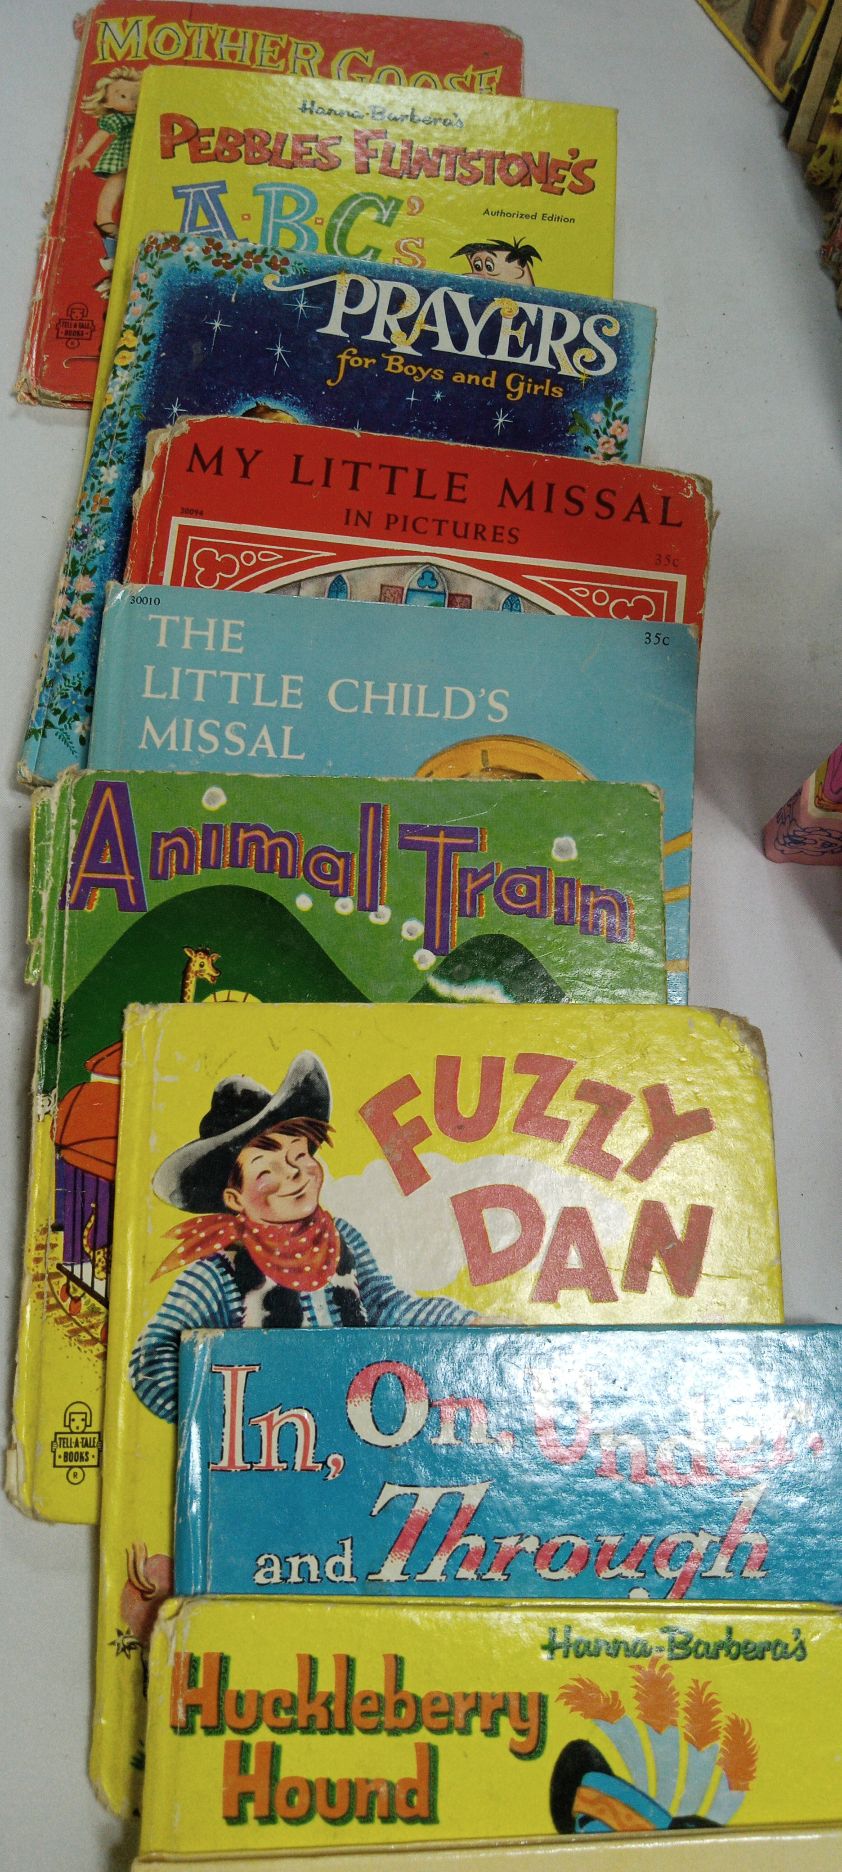 MOTHER GOOSE
TELL-A-TALE
BOOKS
R
Hanna-Barbera's
PEBBLES FLINTSTONE'S
A·B·C's
Authorized Edition
PRAYERS
for Boys and Girls
MY LITTLE MISSAL
30094
IN PICTURES
35c
30010
35c
THE
LITTLE CHILD'S
MISSAL
Animal Train
TELL-A-TALE
BOOKS
R
FUZZY
DAN
In, On, Under,
and Through
Hanna-Barbera's
Huckleberry
Hound